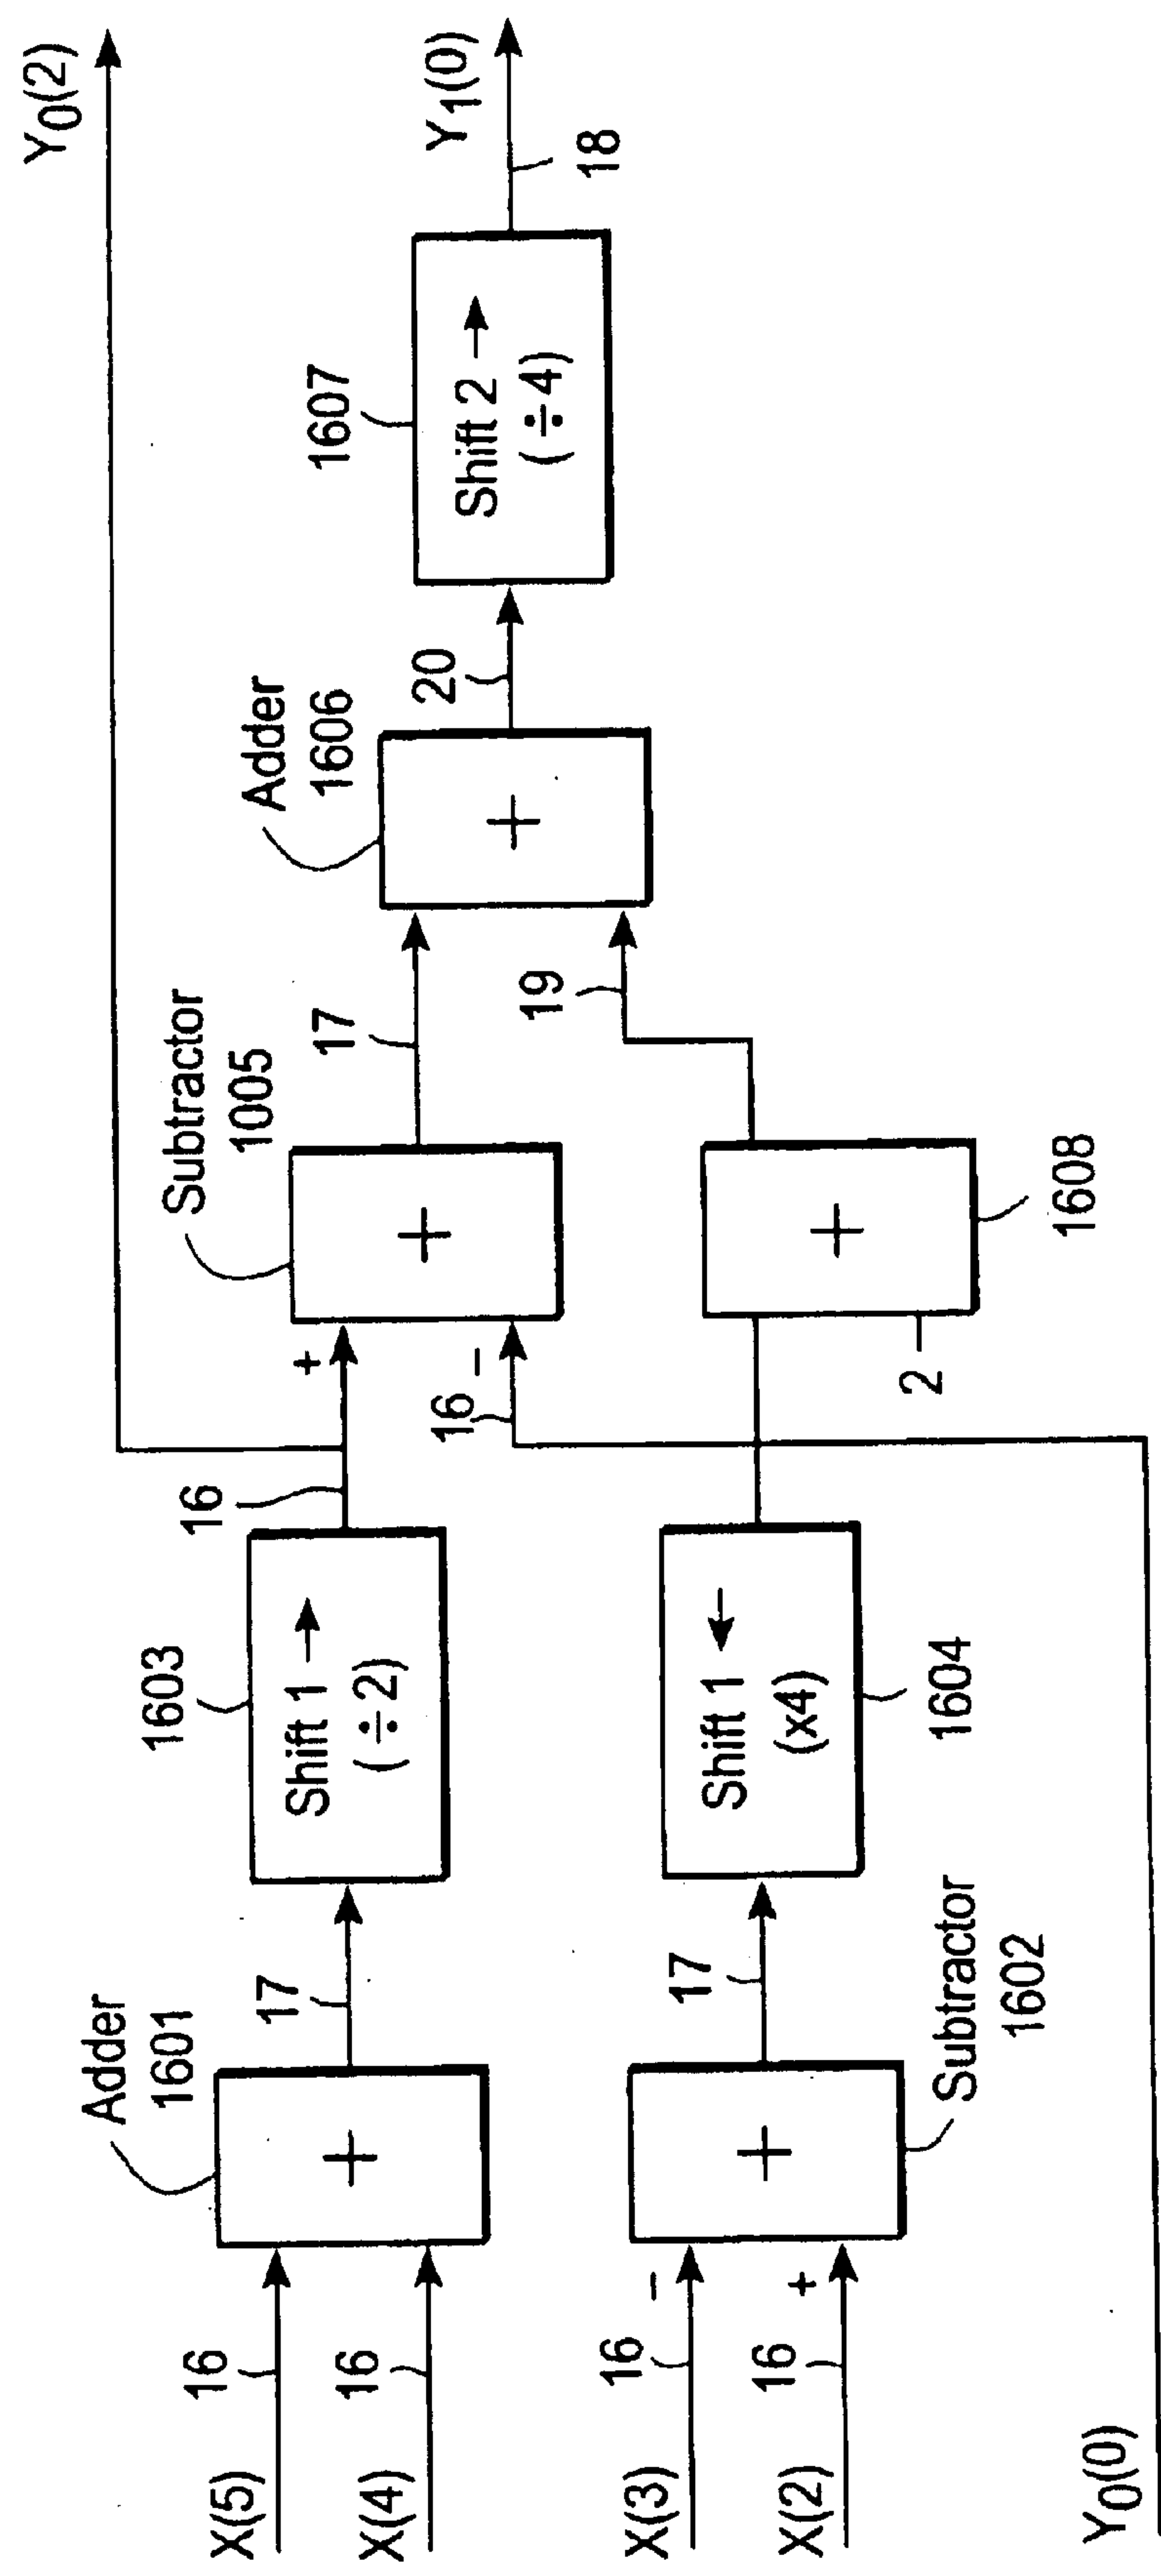 Y0(2)
Adder
1601
X(5)
16
X(4)
16
17
1603
Shift 1 →
(÷2)
16
+
Subtractor
1005
+
16
−
+
17
Adder
1606
+
20
1607
Shift 2 →
(÷4)
Y1(0)
18
X(3)
16
−
X(2)
16
+
+
Subtractor
1602
17
Shift 1 ←
(x4)
1604
2
+
1608
19
Y0(0)